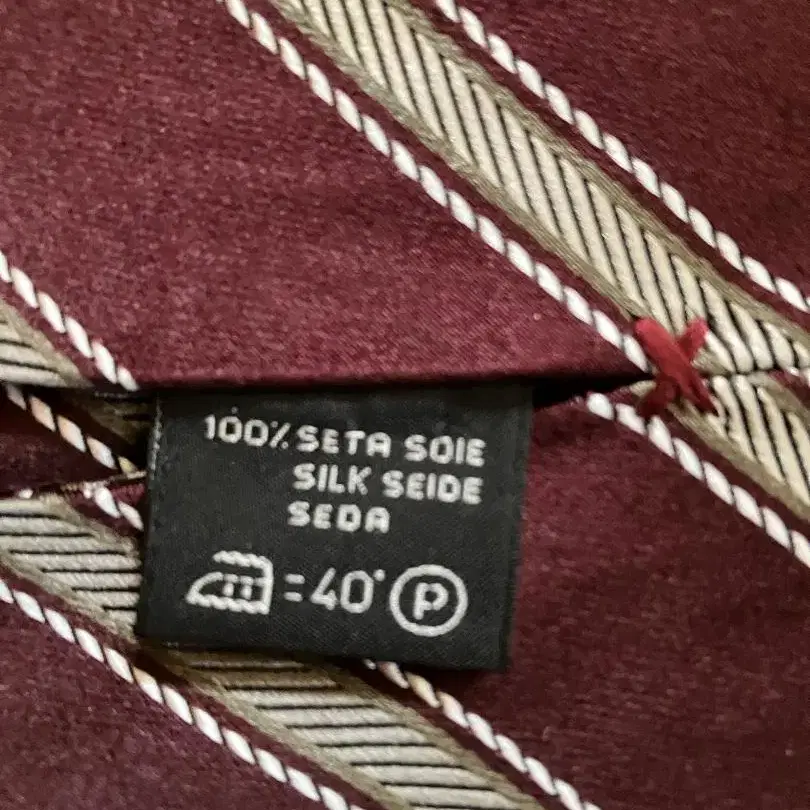 100% SETA SOIE
SILK SEIDE
SEDA
=40° P